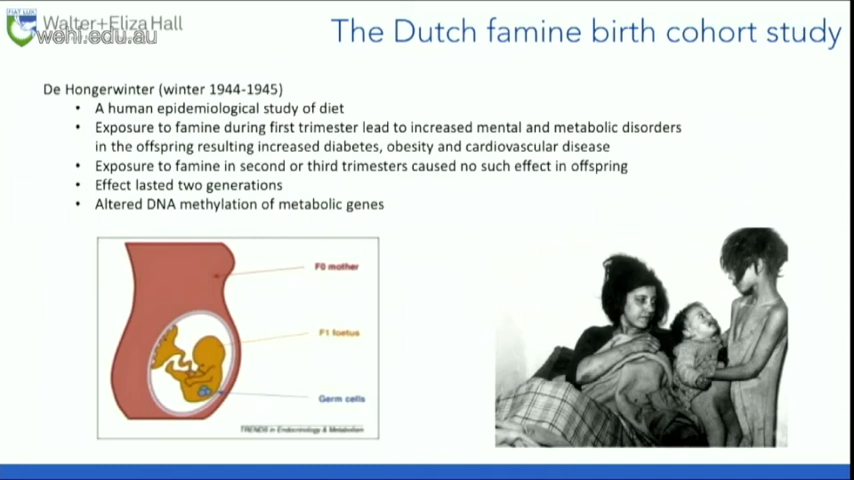 FIAT LUX
Walter+Eliza Hall
wehi.edu.au
The Dutch famine birth cohort study
De Hongerwinter (winter 1944-1945)
• A human epidemiological study of diet
• Exposure to famine during first trimester lead to increased mental and metabolic disorders
in the offspring resulting increased diabetes, obesity and cardiovascular disease
• Exposure to famine in second or third trimesters caused no such effect in offspring
• Effect lasted two generations
• Altered DNA methylation of metabolic genes
F0 mother
F1 foetus
Germ cells
TRENDS in Endocrinology & Metabolism